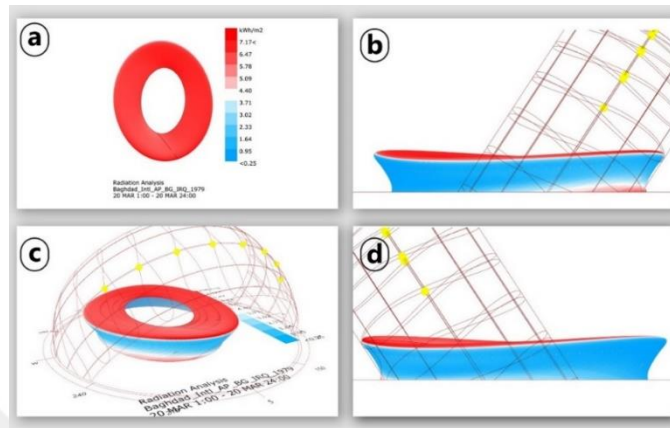 a
kWh/m2
7.17<
6.47
5.78
5.09
4.40
3.71
3.02
2.33
1.64
0.95
<0.25
Radiation Analysis
Baghdad_Intl_AP_BG_IRQ_1979
20 MAR 1:00 - 20 MAR 24:00
b
c
Radiation Analysis
Baghdad_Intl_AP_BG_IRQ_1979
20 MAR 1:00 - 20 MAR 24:00
d